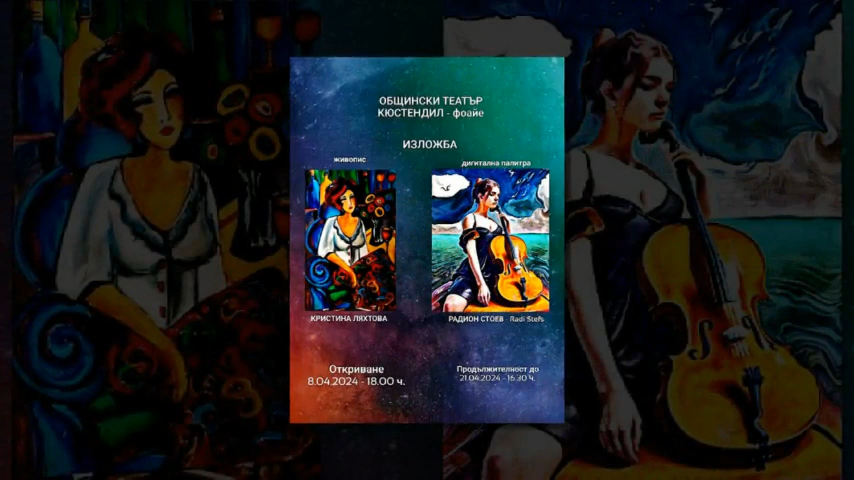 ОБЩИНСКИ ТЕАТЪР
КЮСТЕНДИЛ - фоайе
ИЗЛОЖБА
живопис
дигитална палитра
КРИСТИНА ЛЯХТОВА
РАДИОН СТОЕВ - Radi Stefs
Откриване
8.04.2024 - 18.00 ч.
Продължителност до
21.04.2024 - 16.30 ч.